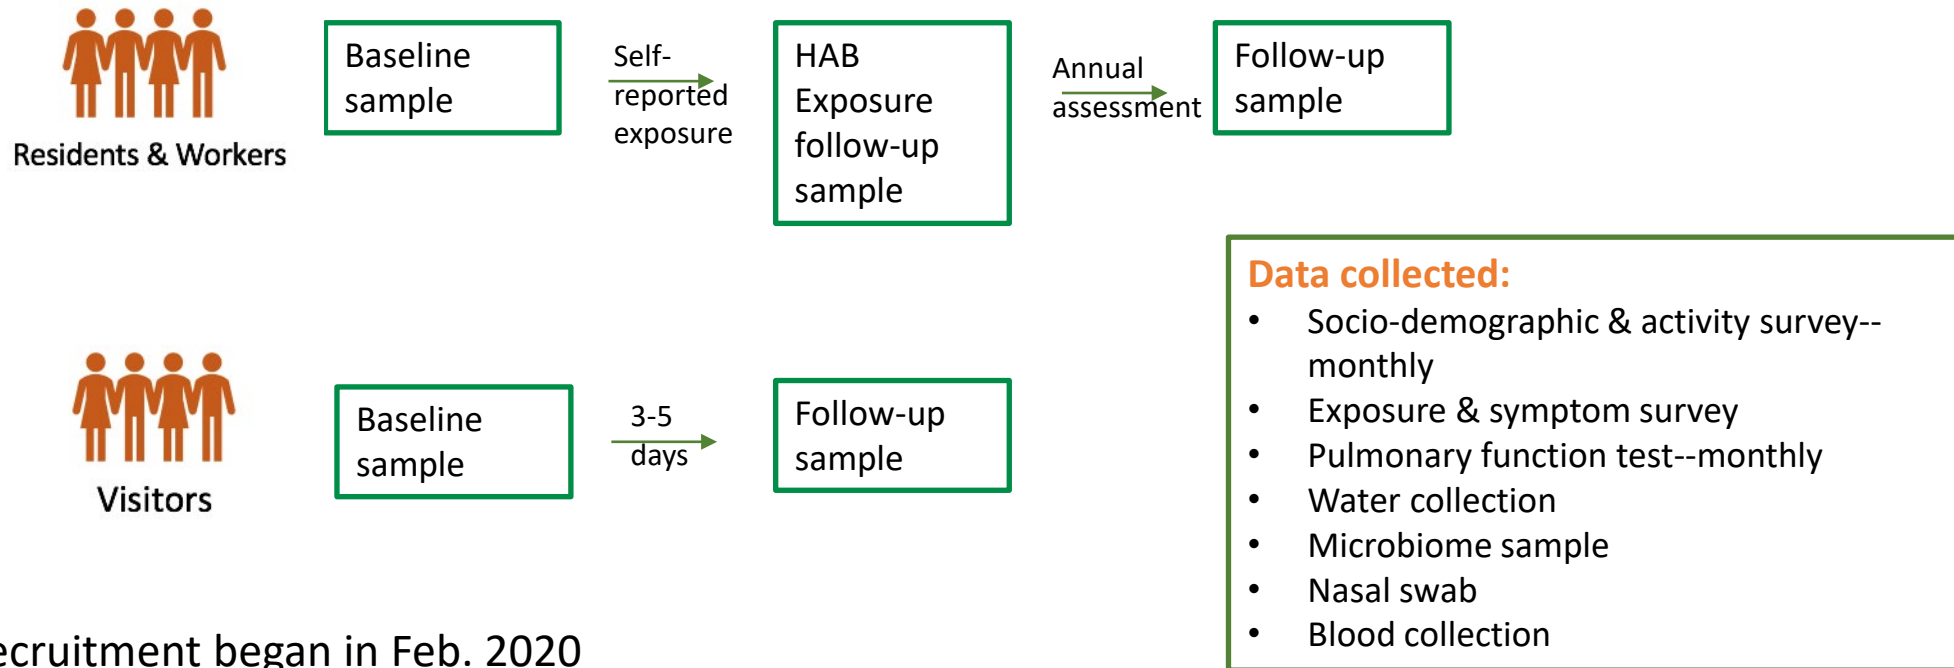 Residents & Workers
Baseline
sample
Self-
reported
exposure
HAB
Exposure
follow-up
sample
Annual
assessment
Follow-up
sample
Visitors
Baseline
sample
3-5
days
Follow-up
sample
Data collected:
• Socio-demographic & activity survey--
monthly
• Exposure & symptom survey
• Pulmonary function test--monthly
• Water collection
• Microbiome sample
• Nasal swab
• Blood collection
ecruitment began in Feb. 2020